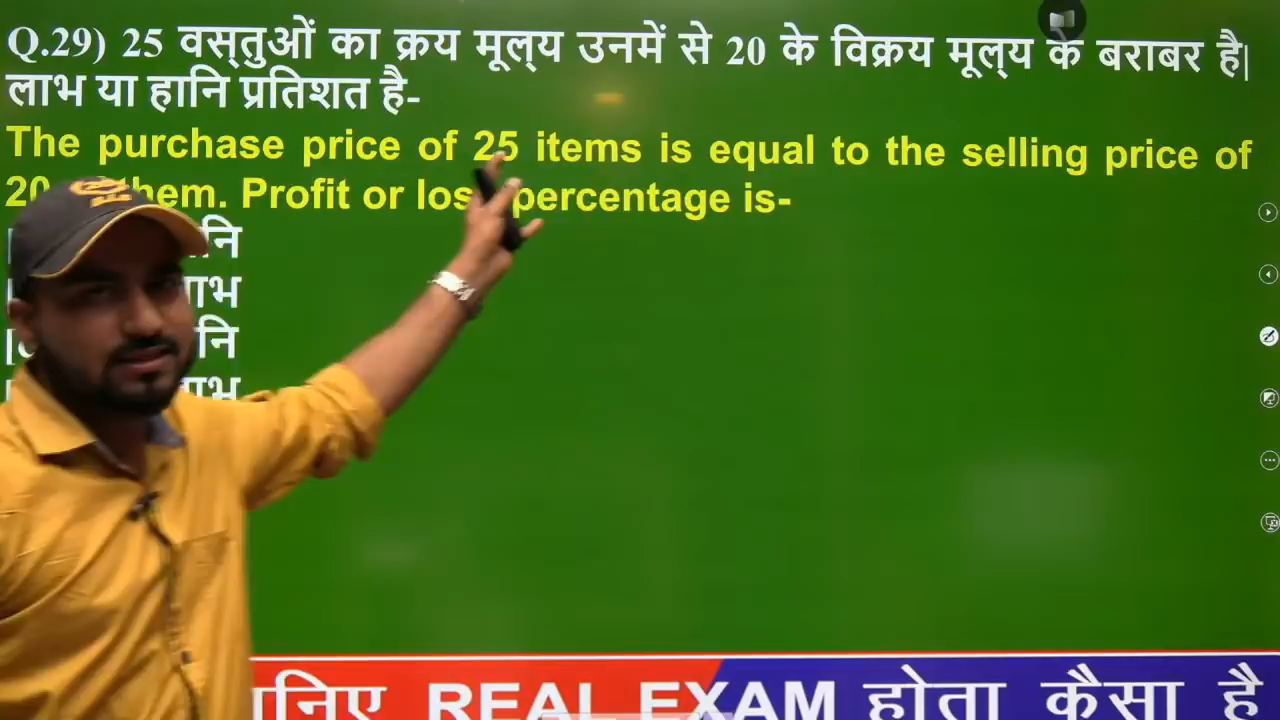 Q.29) 25 वस्तुओं का क्रय मूल्य उनमें से 20 के विक्रय मूल्य के बराबर है|
लाभ या हानि प्रतिशत है-
The purchase price of 25 items is equal to the selling price of
20 them. Profit or loss percentage is-
REAL EXAM होता कैसा है